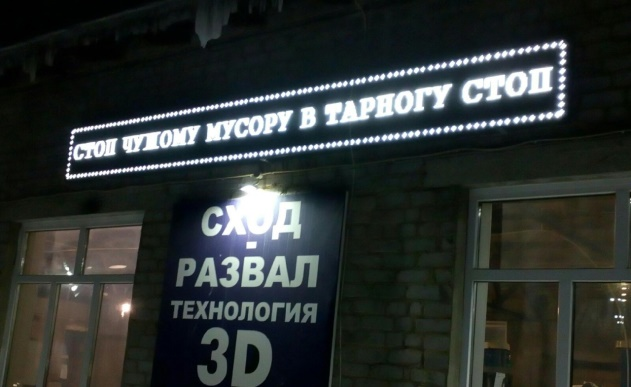 СТОП ЧУЖОМУ МУСОРУ В ТАРНОГУ СТОП
СХОД
-
РАЗВАЛ
ТЕХНОЛОГИЯ
3D